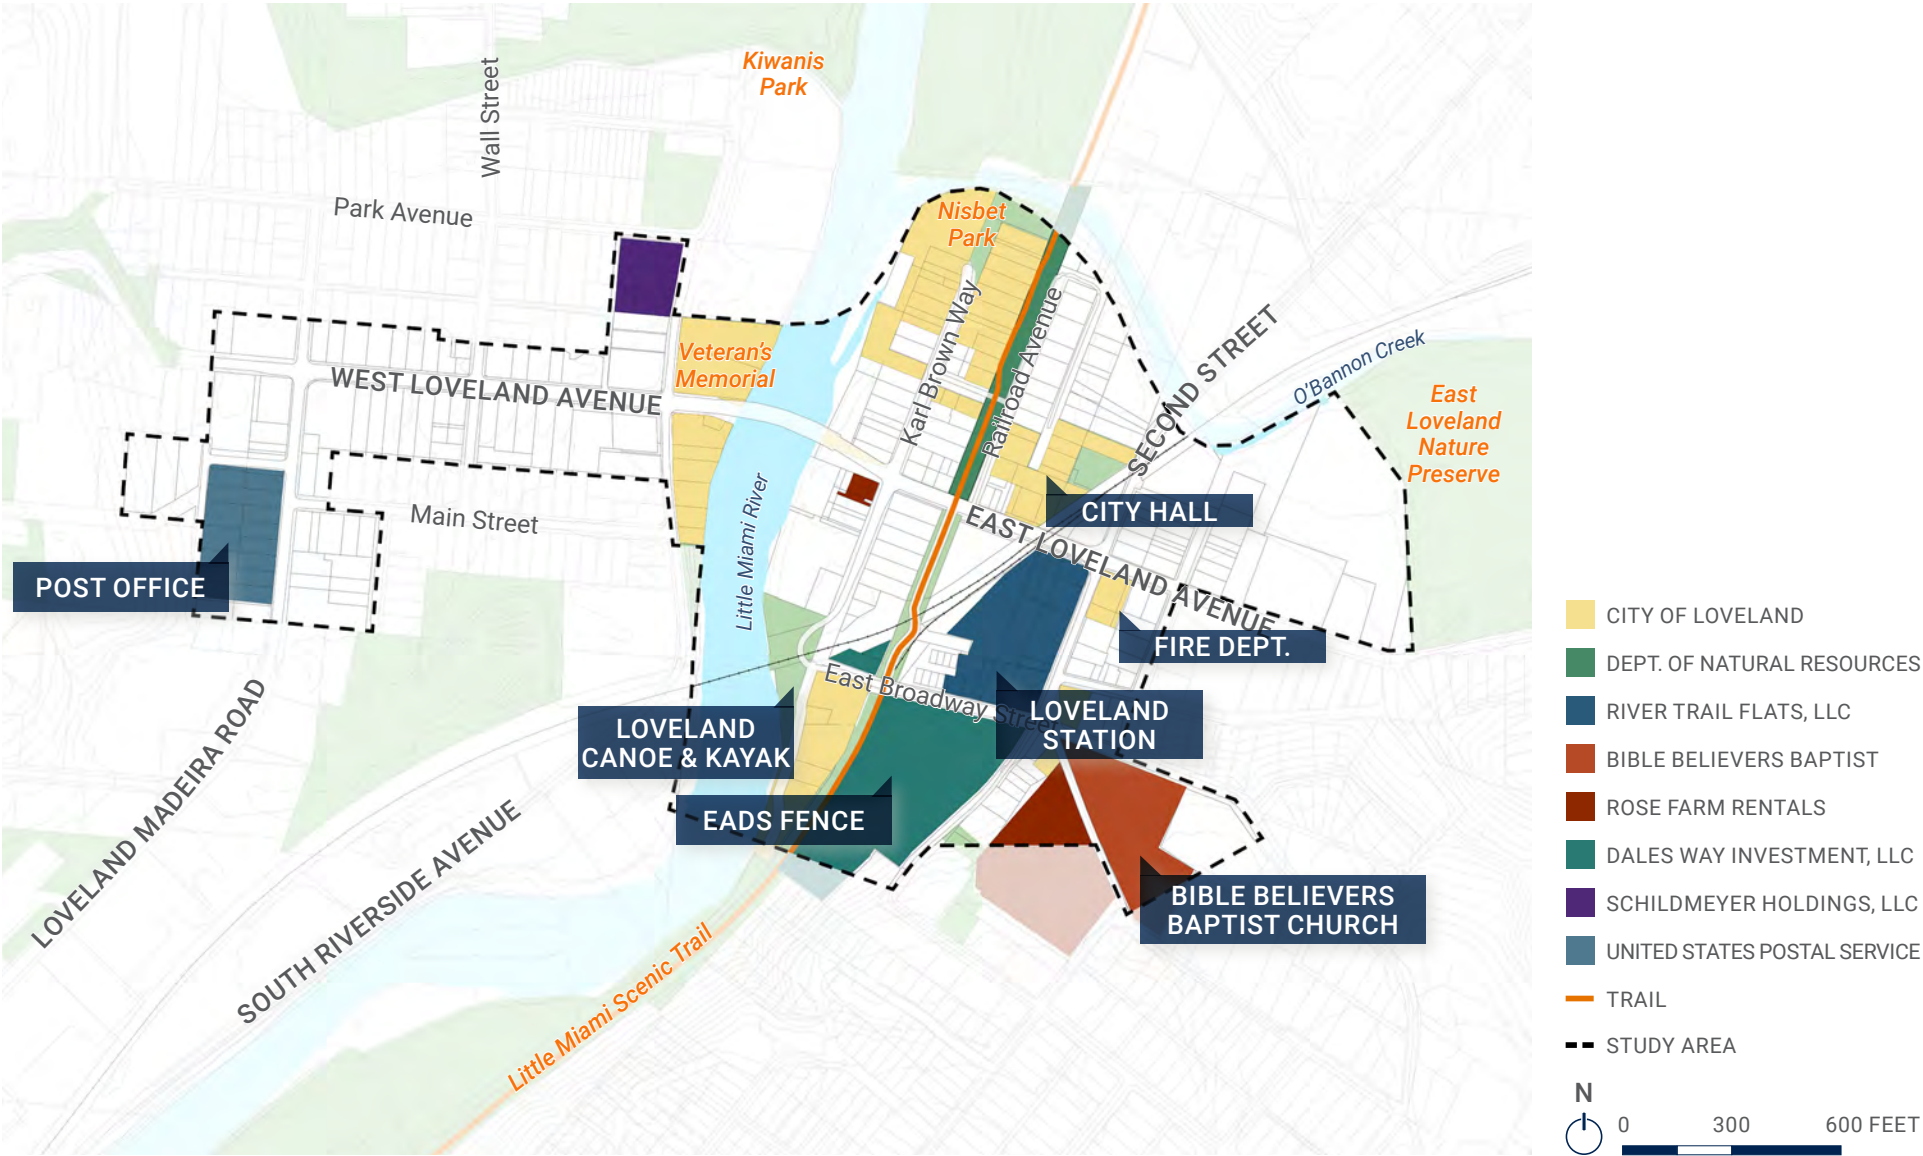 Kiwanis
Park
Wall Street
Park Avenue
Nisbet
Park
Karl Brown Way
Railroad Avenue
SECOND STREET
O'Bannon Creek
Veteran's
Memorial
WEST LOVELAND AVENUE
East
Loveland
Nature
Preserve
Little Miami River
Main Street
CITY HALL
EAST LOVELAND AVENUE
POST OFFICE
FIRE DEPT.
East Broadway Street
LOVELAND
STATION
LOVELAND
CANOE & KAYAK
EADS FENCE
LOVELAND MADEIRA ROAD
SOUTH RIVERSIDE AVENUE
BIBLE BELIEVERS
BAPTIST CHURCH
Little Miami Scenic Trail
CITY OF LOVELAND
DEPT. OF NATURAL RESOURCES
RIVER TRAIL FLATS, LLC
BIBLE BELIEVERS BAPTIST
ROSE FARM RENTALS
DALES WAY INVESTMENT, LLC
SCHILDMEYER HOLDINGS, LLC
UNITED STATES POSTAL SERVICE
TRAIL
STUDY AREA
N
0 300 600 FEET